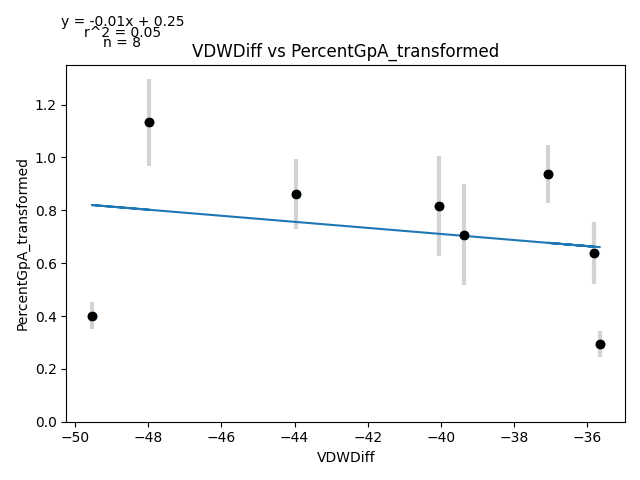 y = -0.01x + 0.25
r^2 = 0.05
n = 8
VDWDiff vs PercentGpA_transformed
PercentGpA_transformed
1.2
1.0
0.8
0.6
0.4
0.2
0.0
−50
−48
−46
−44
−42
−40
−38
−36
VDWDiff